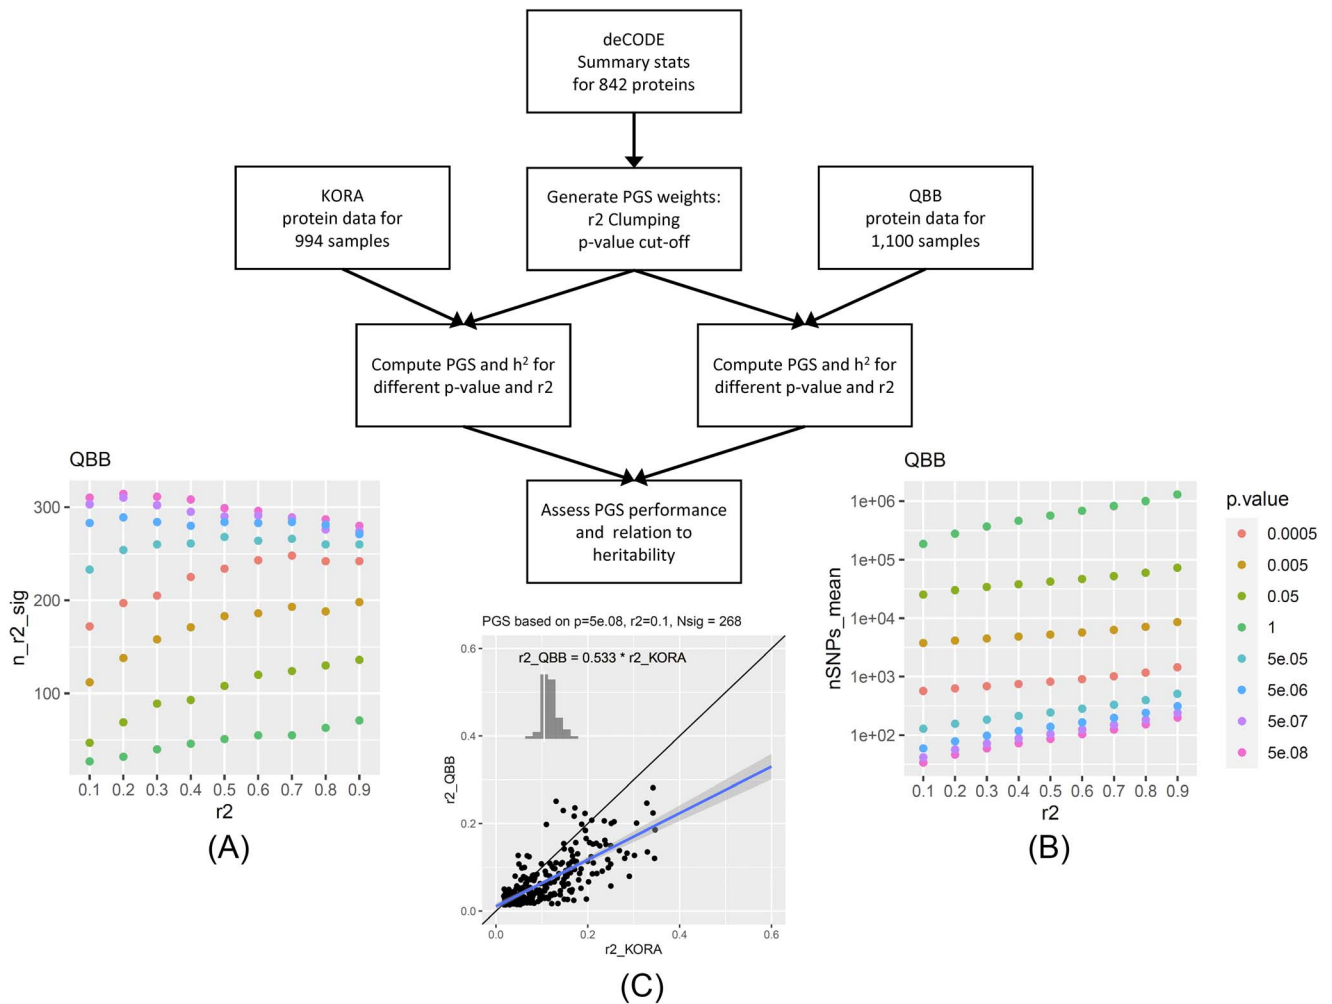 deCODE
Summary stats
for 842 proteins
KORA
protein data for
994 samples
Generate PGS weights:
r2 Clumping
p-value cut-off
QBB
protein data for
1,100 samples
Compute PGS and h² for
different p-value and r2
Compute PGS and h² for
different p-value and r2
Assess PGS performance
and relation to
heritability
QBB
n_r2_sig
300
200
100
0.1 0.2 0.3 0.4 0.5 0.6 0.7 0.8 0.9
r2
(A)
PGS based on p=5e.08, r2=0.1, Nsig = 268
r2_QBB = 0.533 * r2_KORA
r2_QBB
0.6
0.4
0.2
0.0
0.0 0.2 0.4 0.6
r2_KORA
(C)
QBB
nSNPs_mean
1e+06
1e+05
1e+04
1e+03
1e+02
0.1 0.2 0.3 0.4 0.5 0.6 0.7 0.8 0.9
r2
(B)
p.value
0.0005
0.005
0.05
1
5e.05
5e.06
5e.07
5e.08